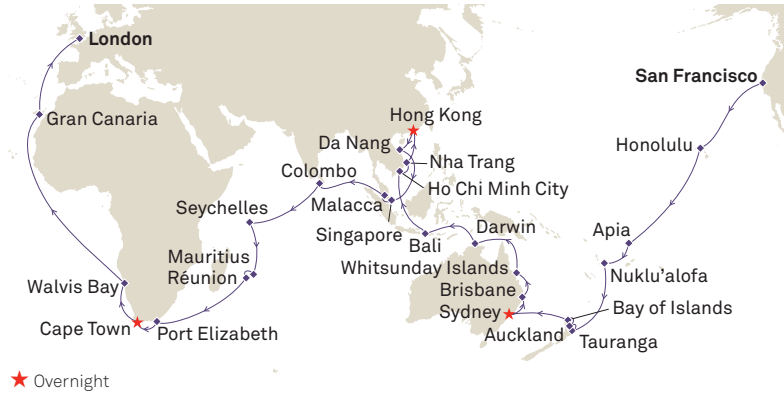 London
San Francisco
Gran Canaria
Hong Kong
Honolulu
Da Nang
Nha Trang
Colombo
Ho Chi Minh City
Malacca
Seychelles
Singapore
Darwin
Apia
Bali
Mauritius
Réunion
Whitsunday Islands
Nuklu'alofa
Walvis Bay
Brisbane
Bay of Islands
Sydney
Cape Town
Port Elizabeth
Auckland
Tauranga
Overnight